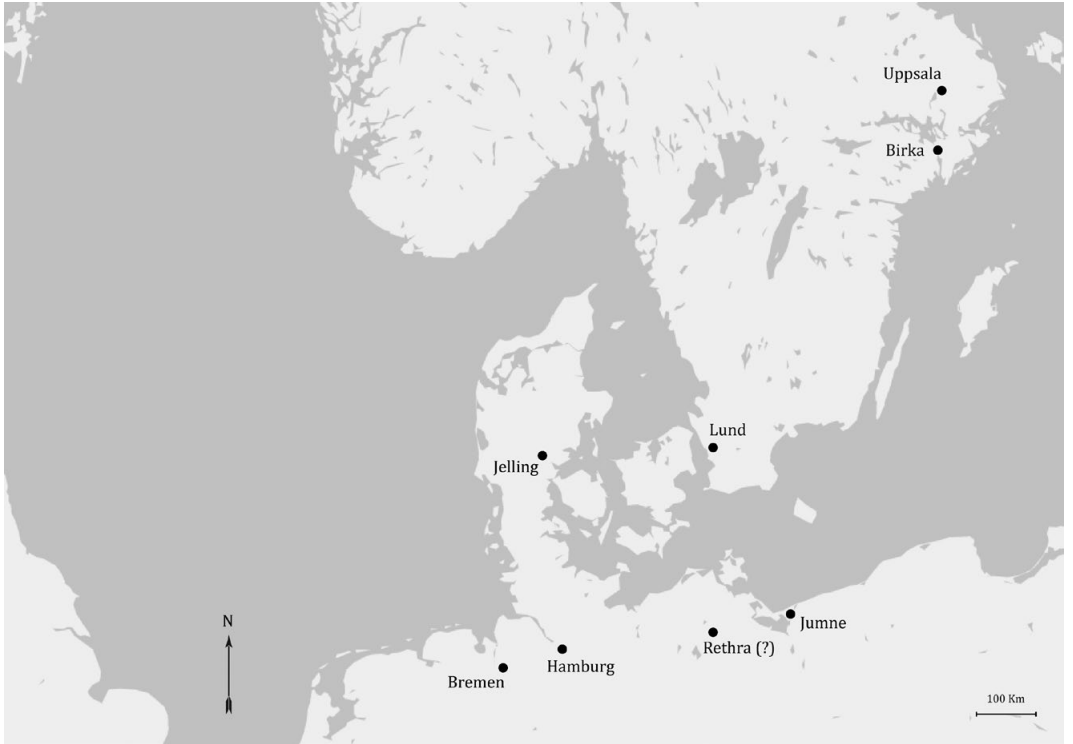 Uppsala
Birka
Lund
Jelling
Jumne
N
Rethra (?)
Hamburg
Bremen
100 Km